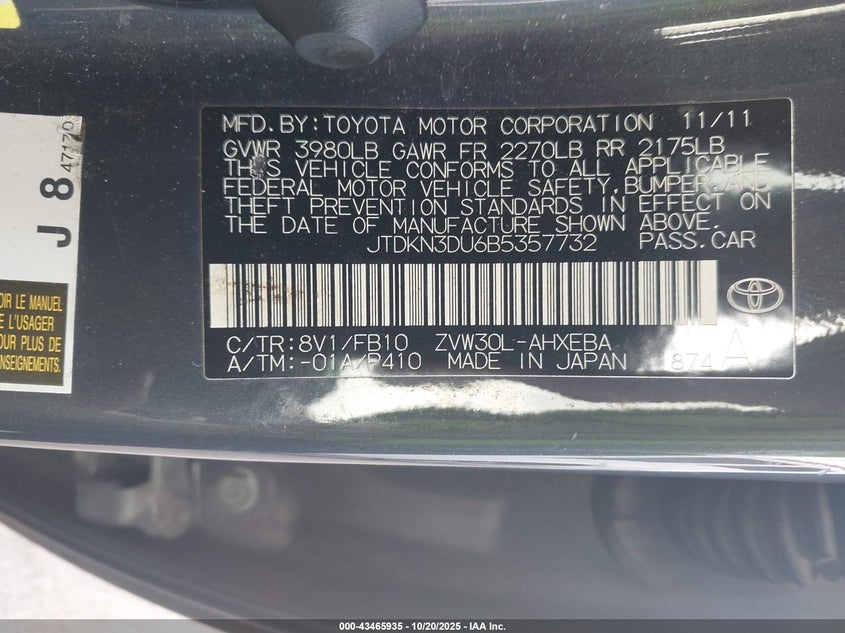 MFD.BY:TOYOTA MOTOR CORPORATION 11/11
GVWR 3980LB GAWR FR 2270LB RR 2175LB
THIS VEHICLE CONFORMS TO ALL APPLICABLE
FEDERAL MOTOR VEHICLE SAFETY,BUMPER,AND
THEFT PREVENTION STANDARDS IN EFFECT ON
THE DATE OF MANUFACTURE SHOWN ABOVE.
JTDKN3DU6B5357732 PASS.CAR
C/TR:8V1/FB10 ZVW30L-AHXEBA
A/TM:-01A/P410 MADE IN JAPAN 874 A
J 8
47170
OIR LE MANUEL
E L'USAGER
OUR PLUS DE
ENSEIGNEMENTS.
000-43465935 - 10/20/2025 - IAA Inc.